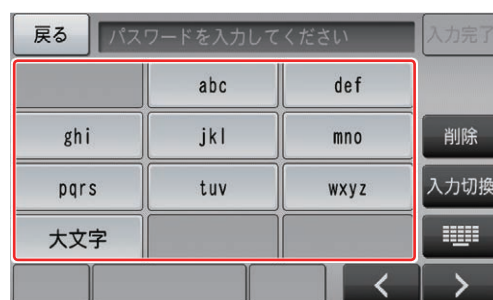 戻る パスワードを入力してください 入力完了
abc def
ghi jkl mno 削除
pqrs tuv wxyz 入力切換
大文字
< >